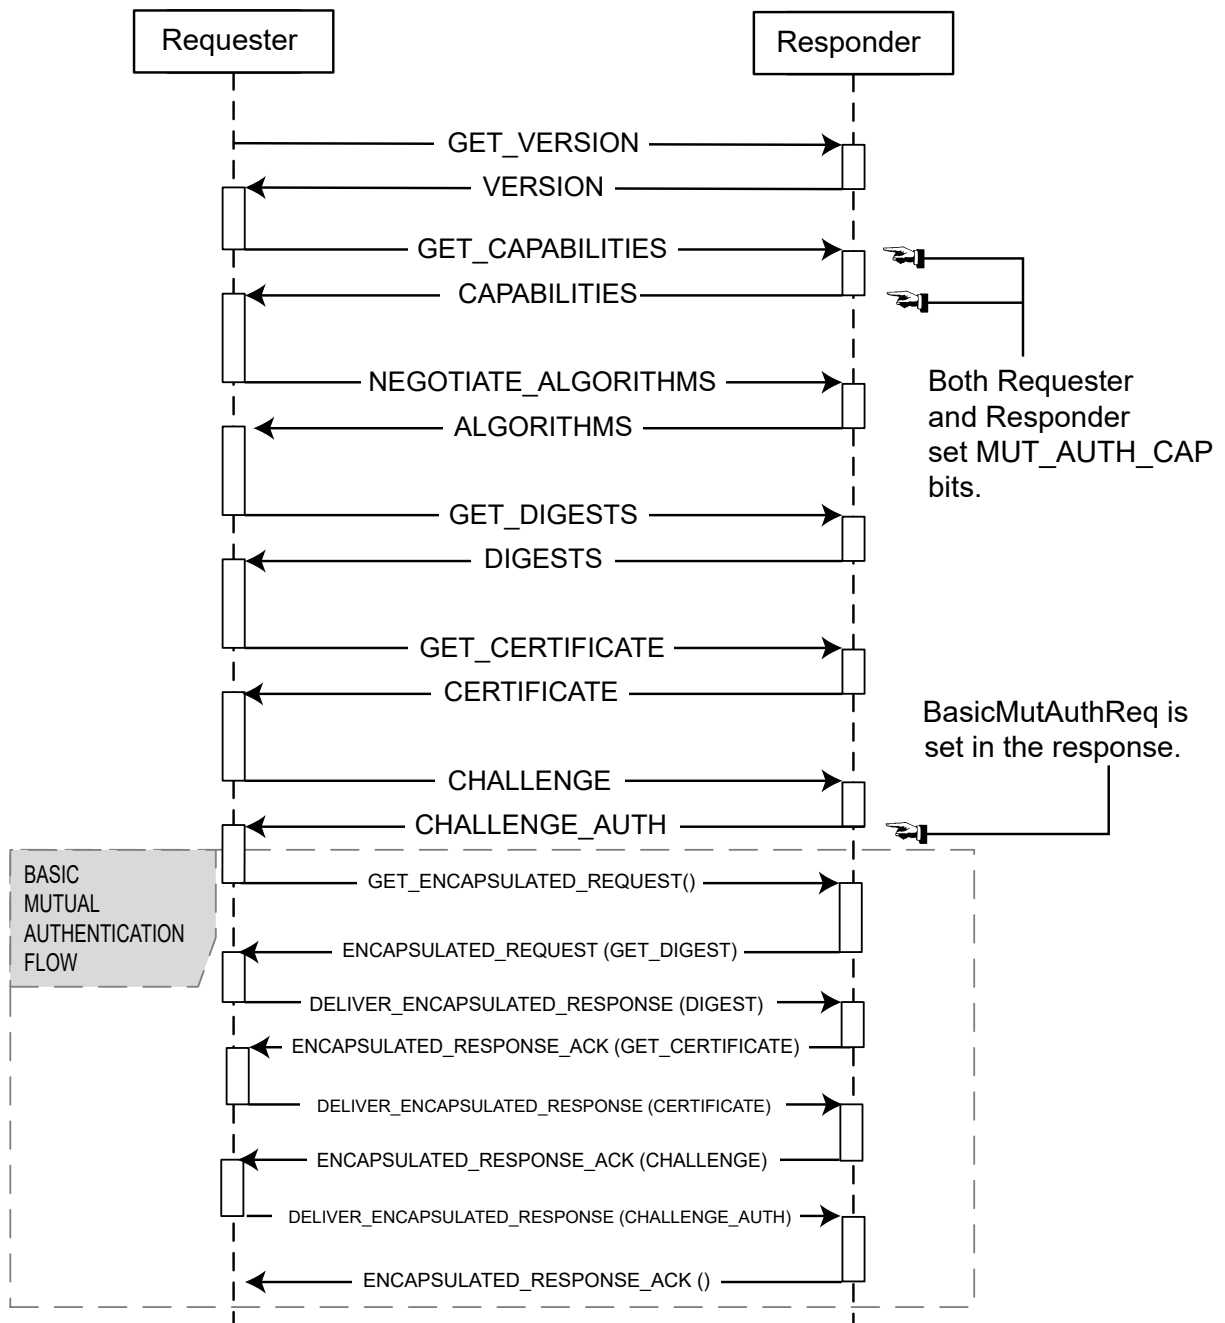 Requester
Responder
GET_VERSION
VERSION
GET_CAPABILITIES
CAPABILITIES
Both Requester
and Responder
set MUT_AUTH_CAP
bits.
NEGOTIATE_ALGORITHMS
ALGORITHMS
GET_DIGESTS
DIGESTS
GET_CERTIFICATE
CERTIFICATE
BasicMutAuthReq is
set in the response.
CHALLENGE
CHALLENGE_AUTH
BASIC
MUTUAL
AUTHENTICATION
FLOW
GET_ENCAPSULATED_REQUEST()
ENCAPSULATED_REQUEST (GET_DIGEST)
DELIVER_ENCAPSULATED_RESPONSE (DIGEST)
ENCAPSULATED_RESPONSE_ACK (GET_CERTIFICATE)
DELIVER_ENCAPSULATED_RESPONSE (CERTIFICATE)
ENCAPSULATED_RESPONSE_ACK (CHALLENGE)
DELIVER_ENCAPSULATED_RESPONSE (CHALLENGE_AUTH)
ENCAPSULATED_RESPONSE_ACK ()